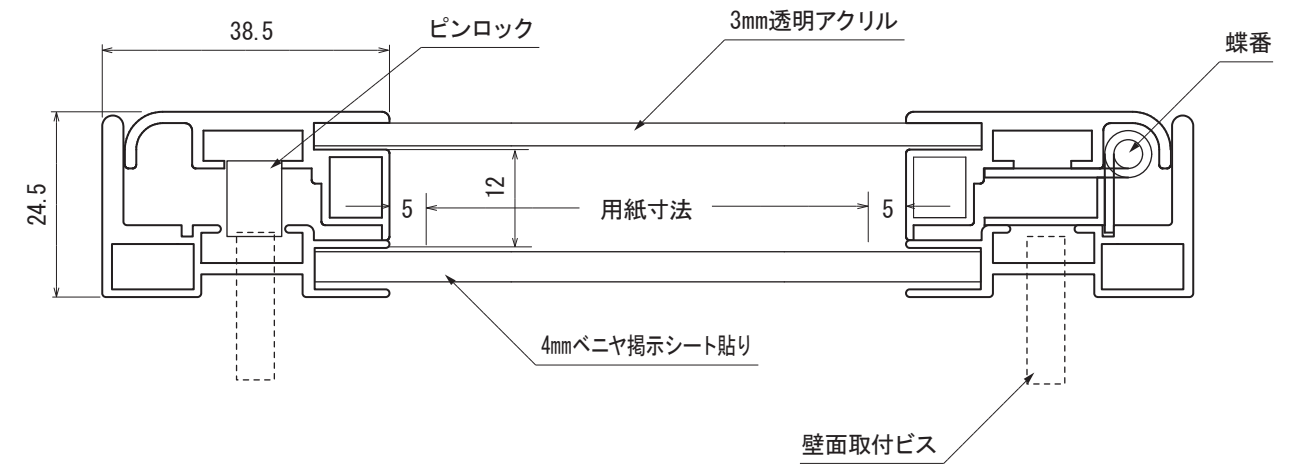 38.5
ピンロック
3mm透明アクリル
蝶番
24.5
5
用紙寸法
5
12
4mmベニヤ掲示シート貼り
壁面取付ビス